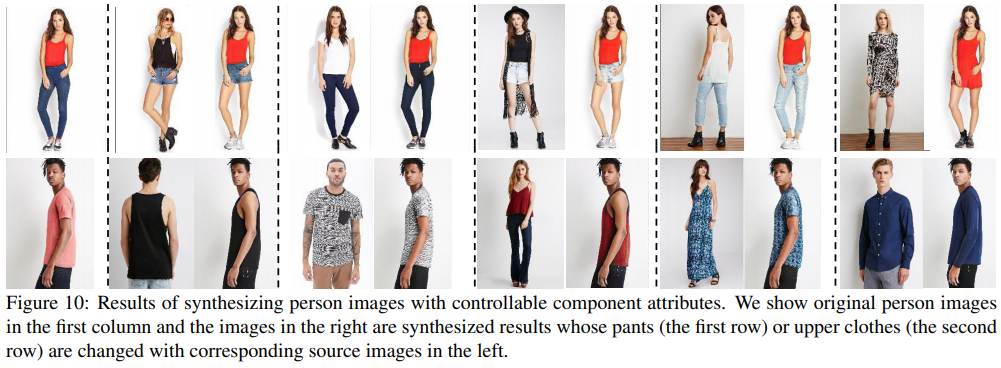 Figure 10: Results of synthesizing person images with controllable component attributes. We show original person images
in the first column and the images in the right are synthesized results whose pants (the first row) or upper clothes (the second
row) are changed with corresponding source images in the left.